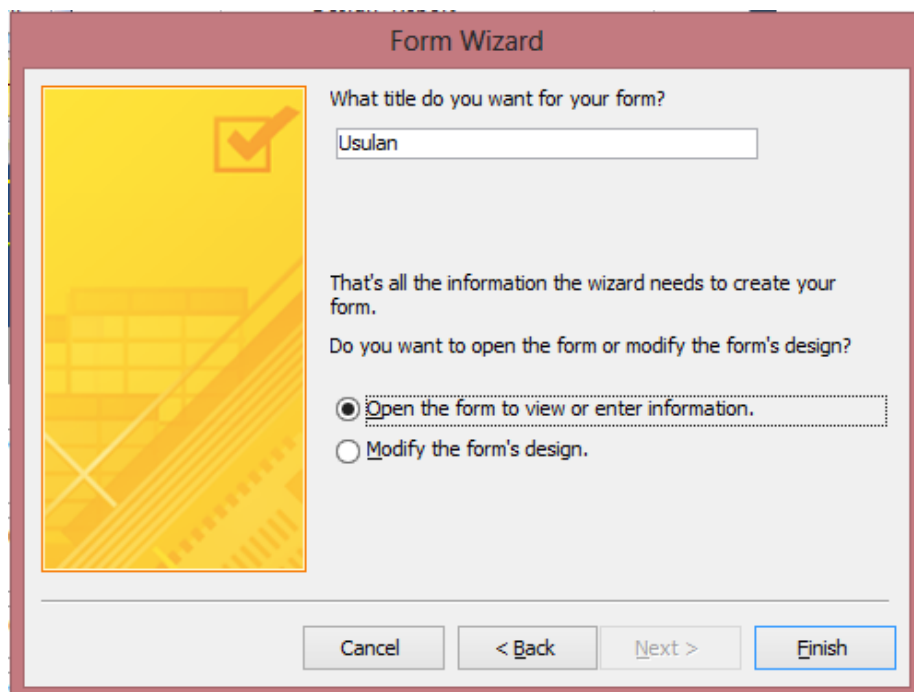 Form Wizard
What title do you want for your form?
Usulan
That's all the information the wizard needs to create your
form.
Do you want to open the form or modify the form's design?
Open the form to view or enter information.
Modify the form's design.
Cancel
< Back
Next >
Finish